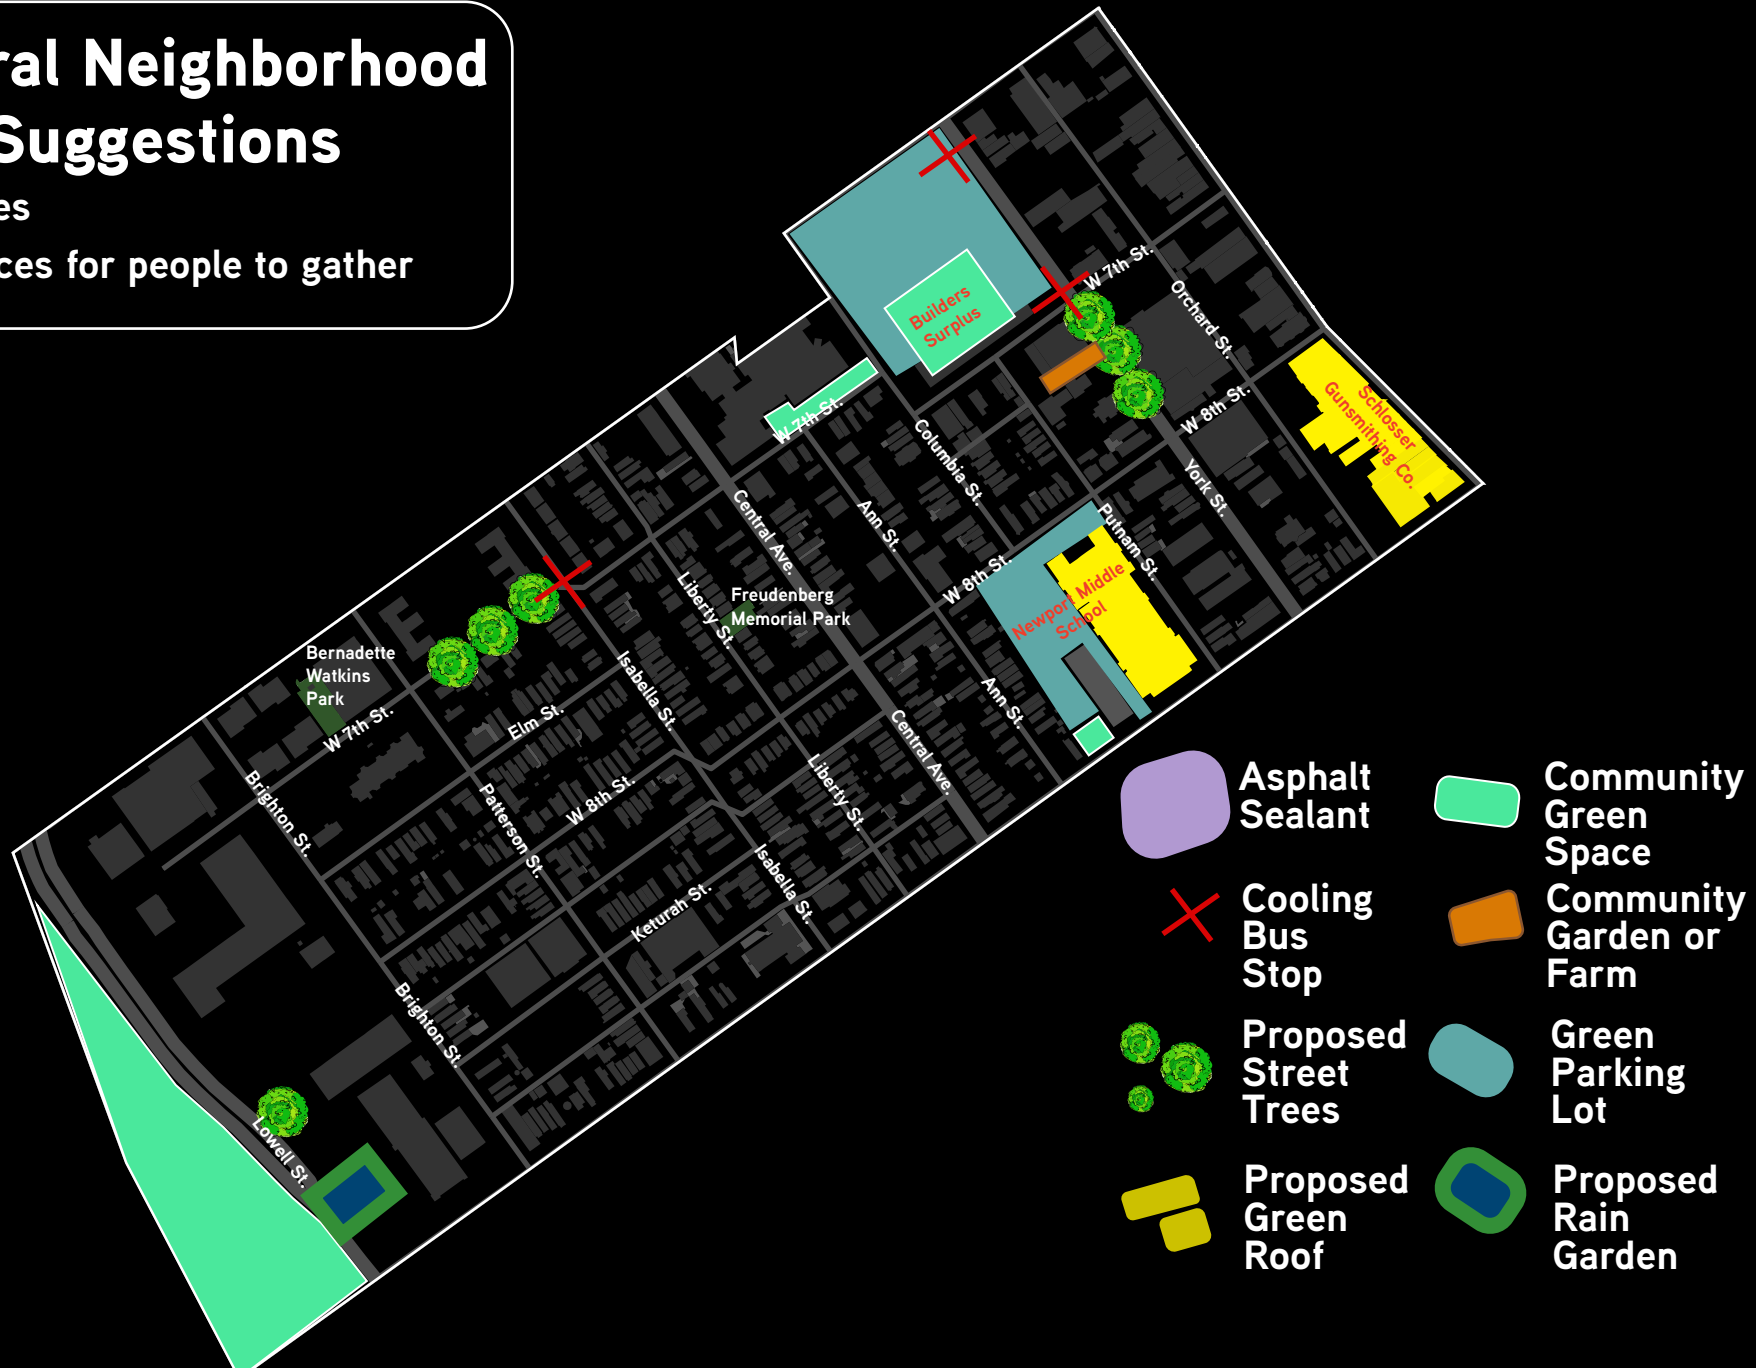 ral Neighborhood
Suggestions
es
ces for people to gather
W 7th St.
Orchard St.
Builders
Surplus
W 8th St.
Schlosser
Gunsmithing Co.
W 7th St.
Columbia St.
York St.
Central Ave.
Ann St.
Putnam St.
W 8th St.
Newport Middle
School
Liberty St.
Freudenberg
Memorial Park
Bernadette
Watkins
Park
W 7th St.
Isabella St.
Elm St.
Ann St.
Central Ave.
Brighton St.
Patterson St.
W 8th St.
Liberty St.
Isabella St.
Keturah St.
Brighton St.
Lowell St.
Asphalt
Sealant
Community
Green
Space
Cooling
Bus
Stop
Community
Garden or
Farm
Proposed
Street
Trees
Green
Parking
Lot
Proposed
Green
Roof
Proposed
Rain
Garden